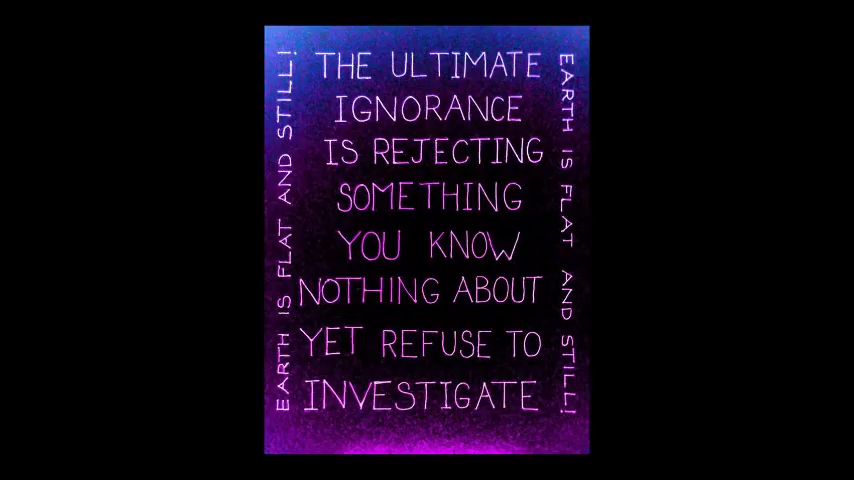 EARTH IS FLAT AND STILL!
THE ULTIMATE
IGNORANCE
IS REJECTING
SOMETHING
YOU KNOW
NOTHING ABOUT
YET REFUSE TO
INVESTIGATE
EARTH IS FLAT AND STILL!